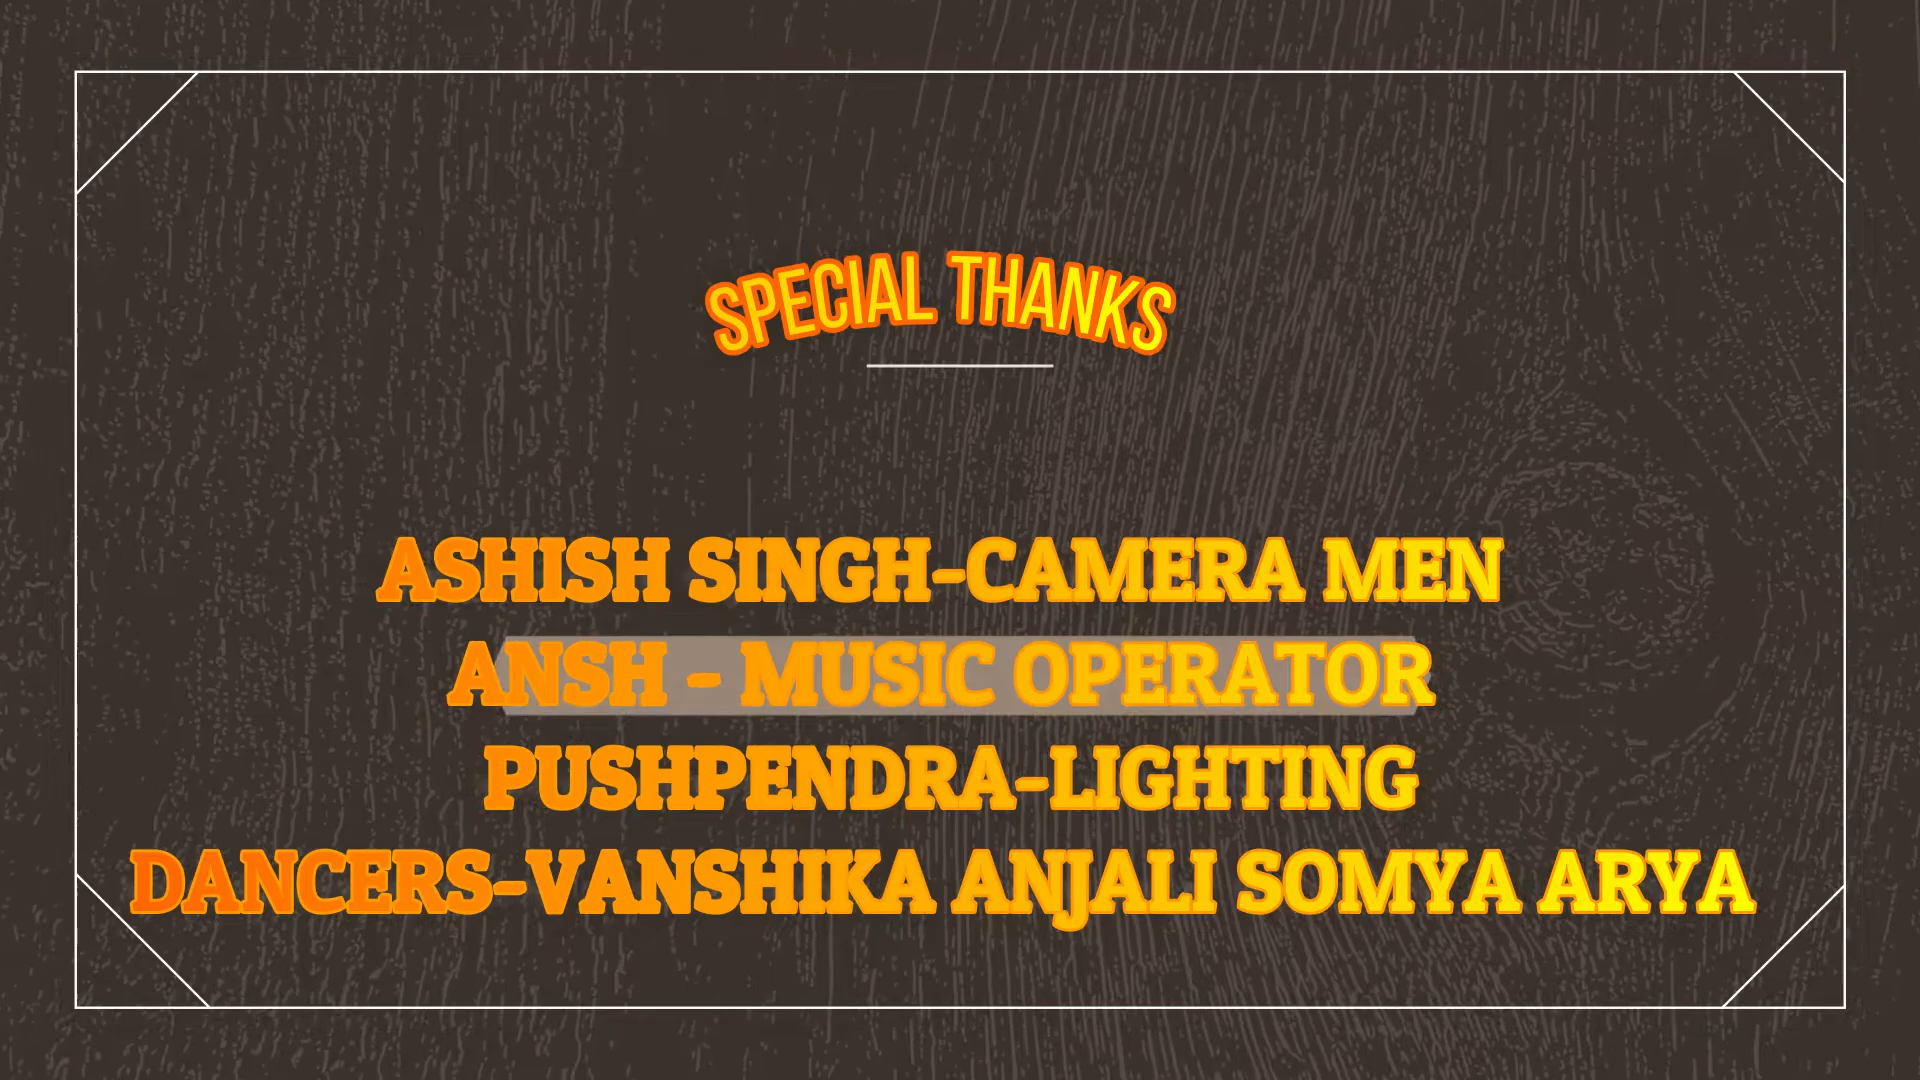 SPECIAL THANKS
ASHISH SINGH-CAMERA MEN
ANSH - MUSIC OPERATOR
PUSHPENDRA-LIGHTING
DANCERS-VANSHIKA ANJALI SOMYA ARYA